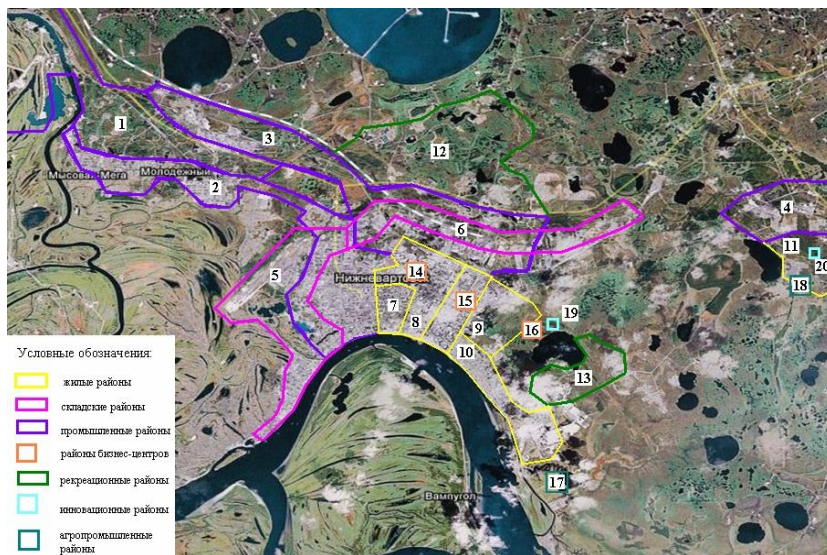 1
3
12
Мысовая Мега
Молодежный
2
4
6
11
20
5
18
Нижневартовск
14
7
15
19
8
9
16
10
13
17
Вампугол
Условные обозначения:
жилые районы
складские районы
промышленные районы
районы бизнес-центров
рекреационные районы
инновационные районы
агропромышленные
районы